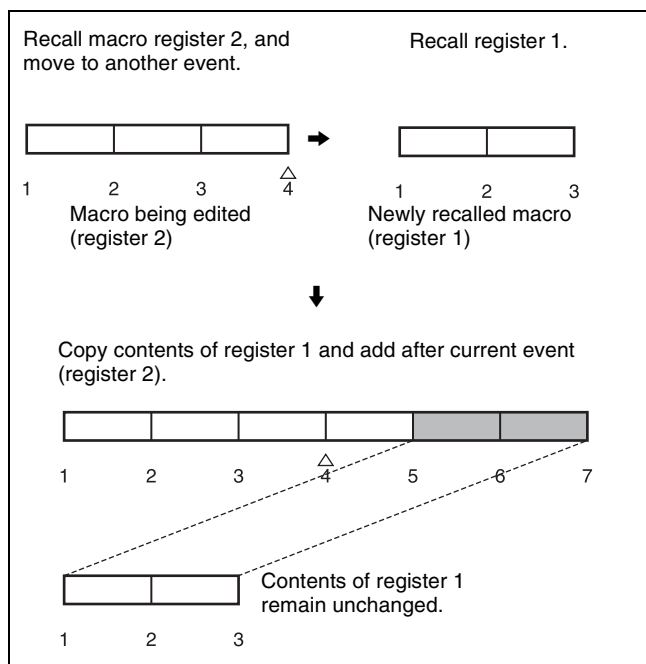 Recall macro register 2, and
move to another event.
Recall register 1.
1 2 3 4
1 2 3
Macro being edited
(register 2)
Newly recalled macro
(register 1)
Copy contents of register 1 and add after current event
(register 2).
1 2 3 4 5 6 7
Contents of register 1
remain unchanged.
1 2 3